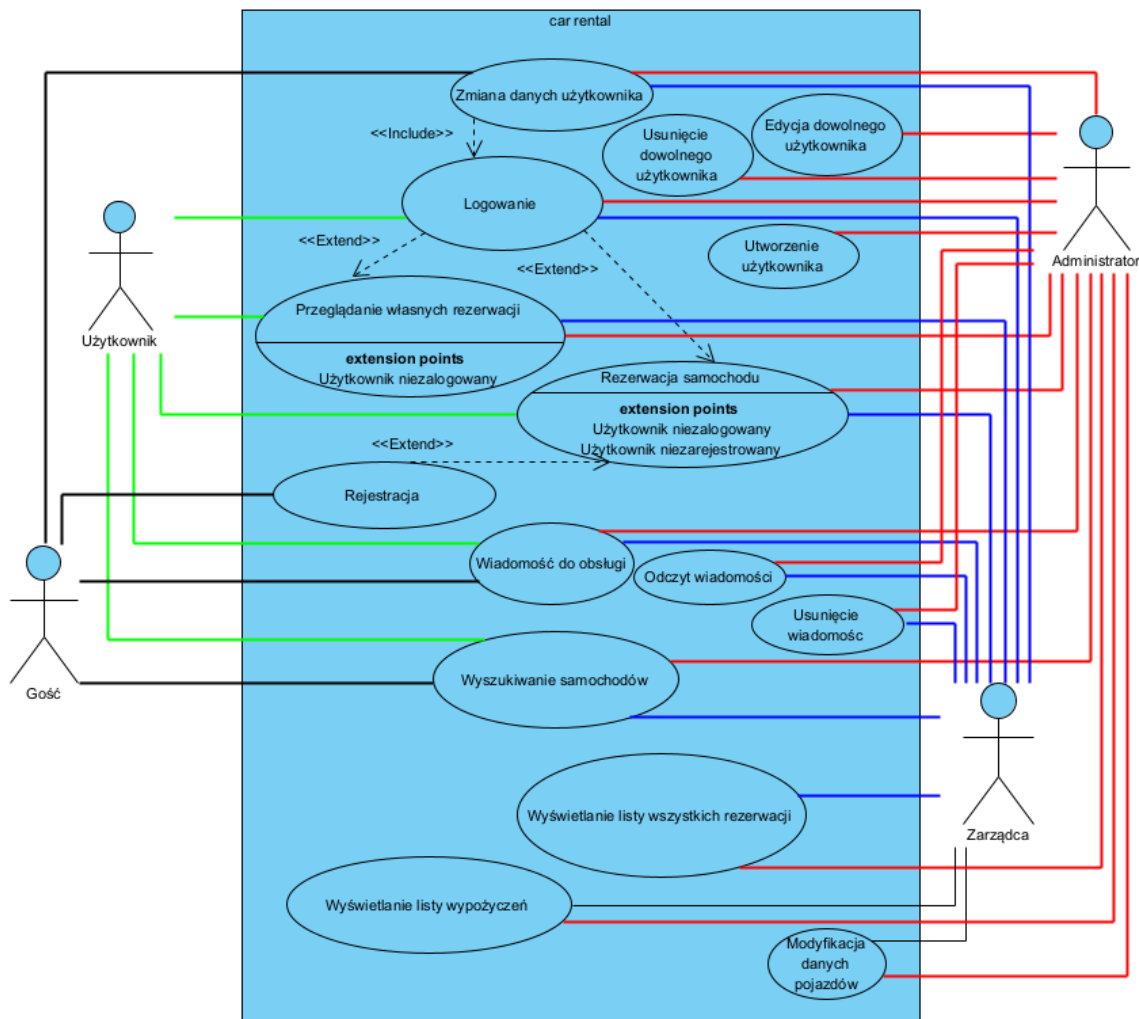 car rental
Zmiana danych użytkownika
<<Include>>
Usunięcie
dowolnego
użytkownika
Edycja dowolnego
użytkownika
Logowanie
<<Extend>>
<<Extend>>
Utworzenie
użytkownika
Administrator
Użytkownik
Przeglądanie własnych rezerwacji
extension points
Użytkownik niezalogowany
Rezerwacja samochodu
extension points
Użytkownik niezalogowany
Użytkownik niezarejestrowany
<<Extend>>
Rejestracja
Wiadomość do obsługi
Odczyt wiadomości
Usunięcie
wiadomośc
Gość
Wyszukiwanie samochodów
Wyświetlanie listy wszystkich rezerwacji
Zarządca
Wyświetlanie listy wypożyczeń
Modyfikacja
danych
pojazdów